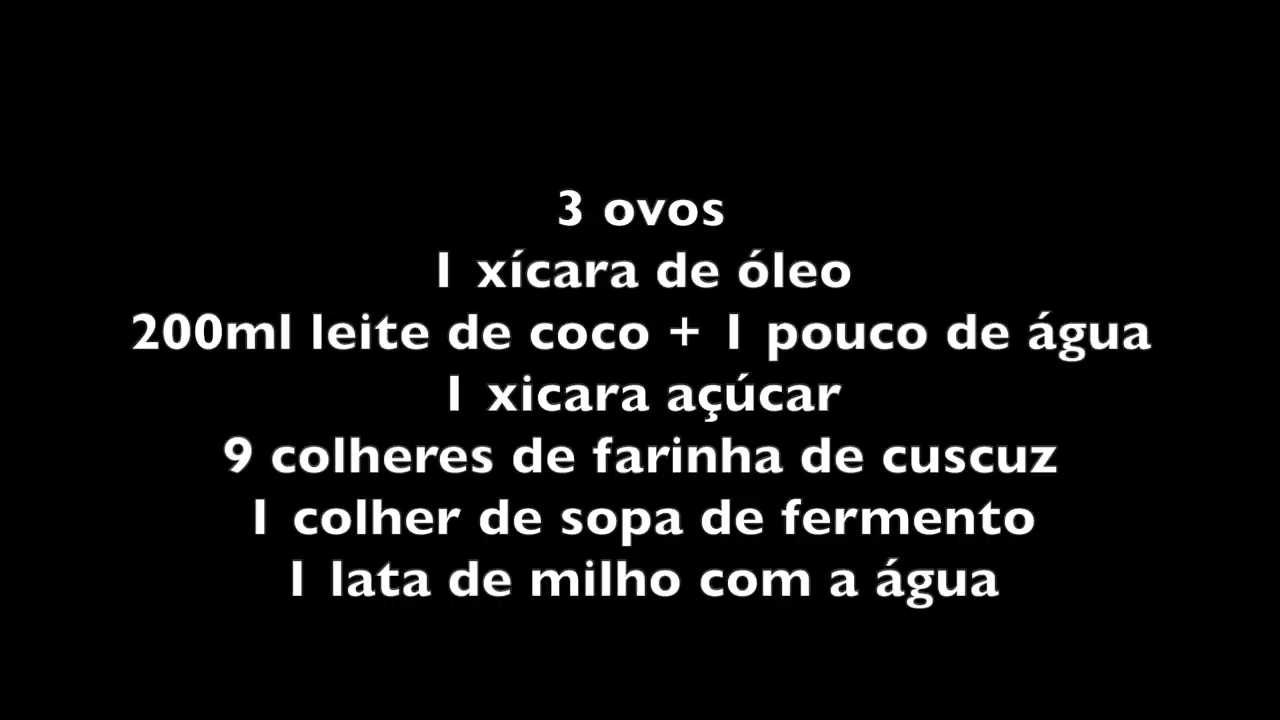 3 ovos
1 xícara de óleo
200ml leite de coco + 1 pouco de água
1 xicara açúcar
9 colheres de farinha de cuscuz
1 colher de sopa de fermento
1 lata de milho com a água